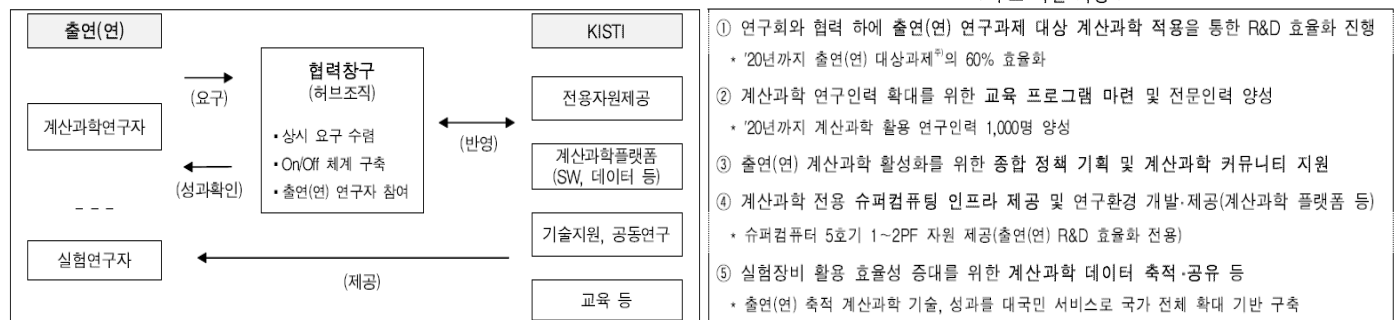 출연(연)
(요구)
계산과학연구자
(성과확인)
- - -
실험연구자
협력창구
(허브조직)
▪ 상시 요구 수렴
▪ On/Off 체계 구축
▪ 출연(연) 연구자 참여
(반영)
(제공)
KISTI
전용자원제공
계산과학플랫폼
(SW, 데이터 등)
기술지원, 공동연구
교육 등
① 연구회와 협력 하에 출연(연) 연구과제 대상 계산과학 적용을 통한 R&D 효율화 진행
* '20년까지 출연(연) 대상과제주)의 60% 효율화
② 계산과학 연구인력 확대를 위한 교육 프로그램 마련 및 전문인력 양성
* '20년까지 계산과학 활용 연구인력 1,000명 양성
③ 출연(연) 계산과학 활성화를 위한 종합 정책 기획 및 계산과학 커뮤니티 지원
④ 계산과학 전용 슈퍼컴퓨팅 인프라 제공 및 연구환경 개발·제공(계산과학 플랫폼 등)
* 슈퍼컴퓨터 5호기 1~2PF 자원 제공(출연(연) R&D 효율화 전용)
⑤ 실험장비 활용 효율성 증대를 위한 계산과학 데이터 축적·공유 등
* 출연(연) 축적 계산과학 기술, 성과를 대국민 서비스로 국가 전체 확대 기반 구축